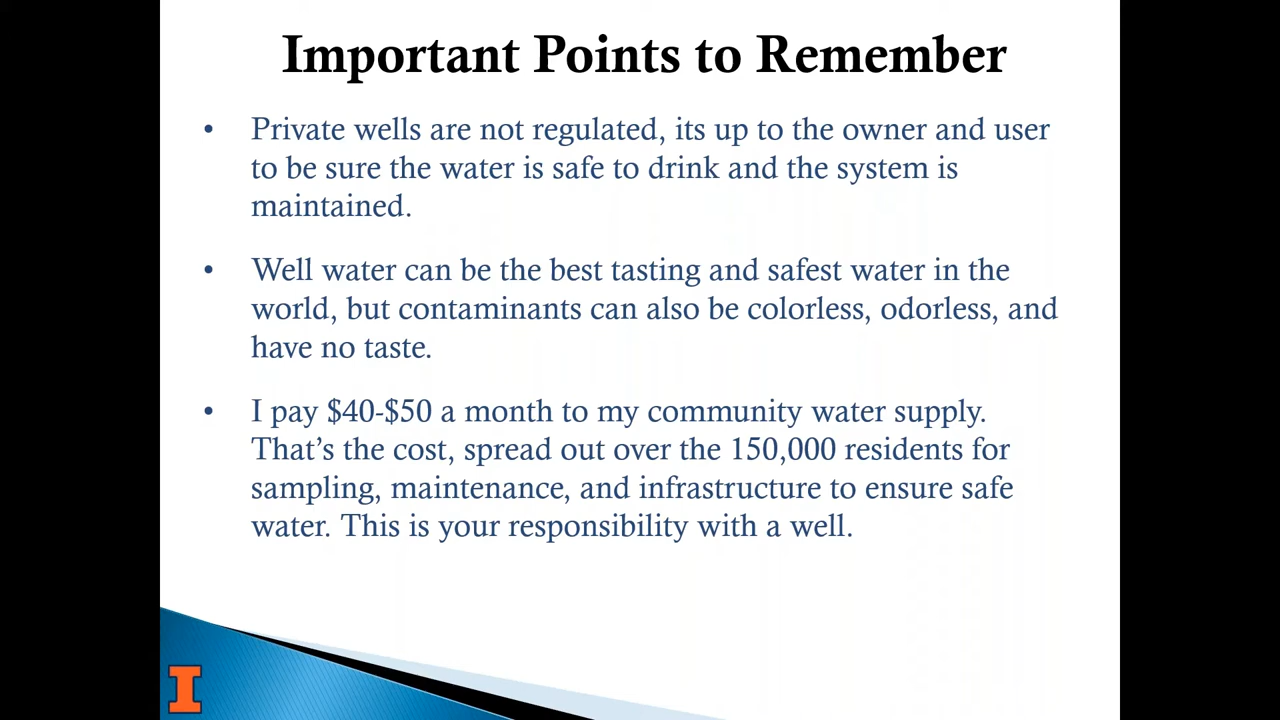 Important Points to Remember
• Private wells are not regulated, its up to the owner and user
to be sure the water is safe to drink and the system is
maintained.
• Well water can be the best tasting and safest water in the
world, but contaminants can also be colorless, odorless, and
have no taste.
• I pay $40-$50 a month to my community water supply.
That’s the cost, spread out over the 150,000 residents for
sampling, maintenance, and infrastructure to ensure safe
water. This is your responsibility with a well.
I